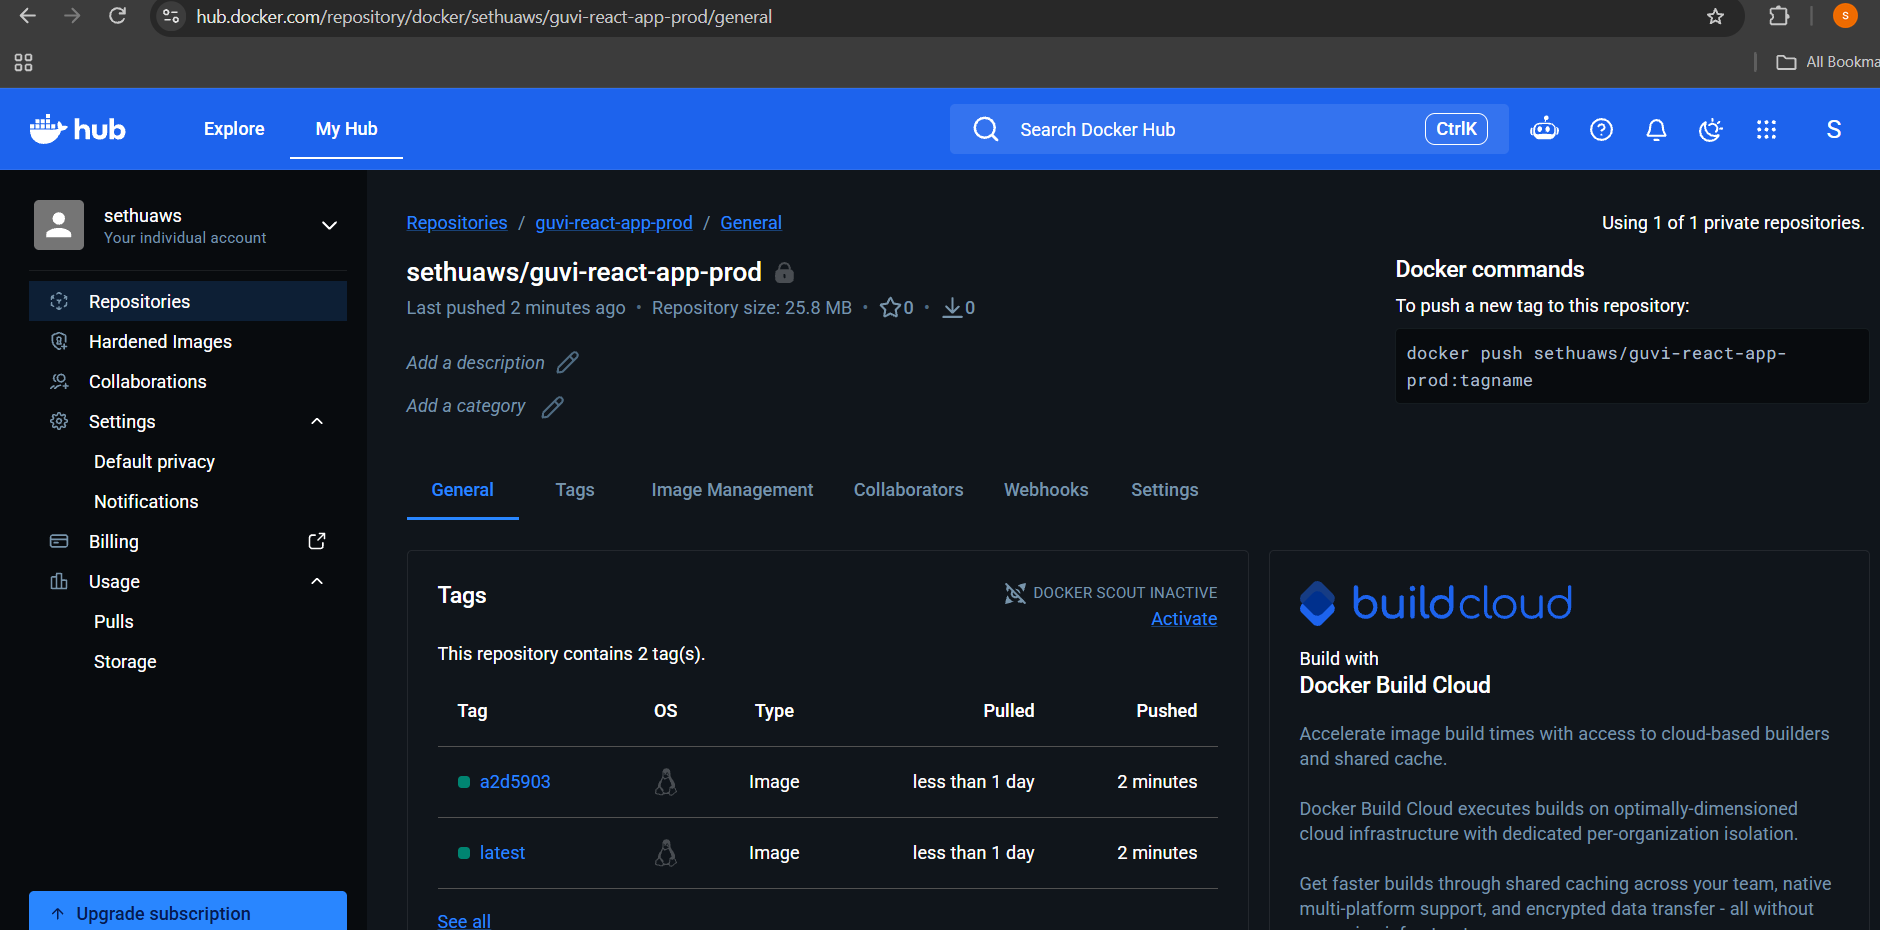 hub.docker.com/repository/docker/sethuaws/guvi-react-app-prod/general
S
All Bookma
hub
Explore
My Hub
Search Docker Hub
CtrlK
S
sethuaws
Your individual account
Repositories
Hardened Images
Collaborations
Settings
Default privacy
Notifications
Billing
Usage
Pulls
Storage
Upgrade subscription
Repositories / guvi-react-app-prod / General
Using 1 of 1 private repositories.
sethuaws/guvi-react-app-prod
Last pushed 2 minutes ago • Repository size: 25.8 MB • 0 • 0
Add a description
Add a category
Docker commands
To push a new tag to this repository:
docker push sethuaws/guvi-react-app-
prod:tagname
General Tags Image Management Collaborators Webhooks Settings
Tags
DOCKER SCOUT INACTIVE
Activate
This repository contains 2 tag(s).
Tag OS Type Pulled Pushed
a2d5903 Image less than 1 day 2 minutes
latest Image less than 1 day 2 minutes
See all
buildcloud
Build with
Docker Build Cloud
Accelerate image build times with access to cloud-based builders
and shared cache.
Docker Build Cloud executes builds on optimally-dimensioned
cloud infrastructure with dedicated per-organization isolation.
Get faster builds through shared caching across your team, native
multi-platform support, and encrypted data transfer - all without